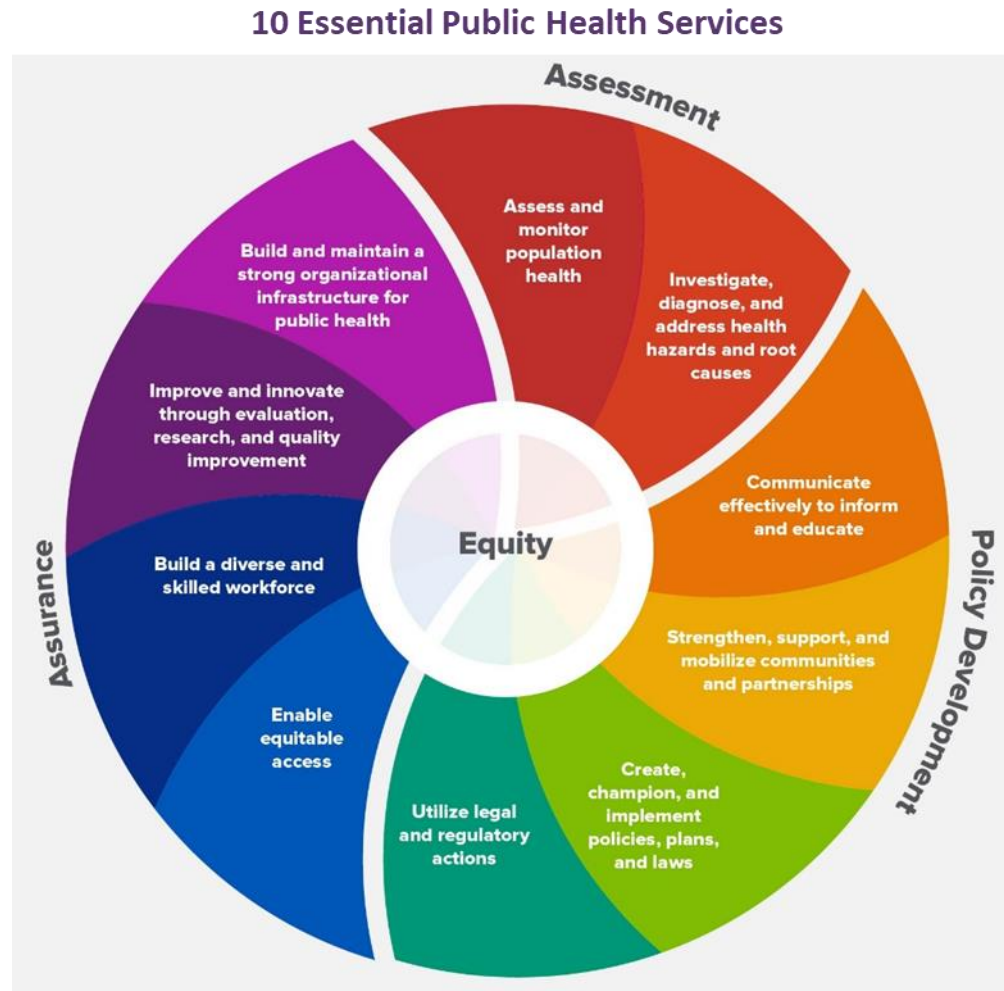 10 Essential Public Health Services
Assessment
Assess and
monitor
population
health
Investigate,
diagnose, and
address health
hazards and root
causes
Communicate
effectively to inform
and educate
Strengthen, support, and
mobilize communities
and partnerships
Create,
champion, and
implement
policies, plans,
and laws
Utilize legal
and regulatory
actions
Policy Development
Enable
equitable
access
Build a diverse and
skilled workforce
Improve and innovate
through evaluation,
research, and quality
improvement
Build and maintain a
strong organizational
infrastructure for
public health
Assurance
Equity